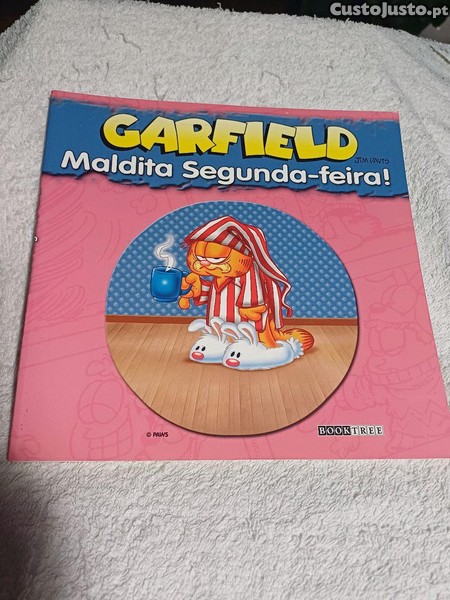 CustoJusto.pt
GARFIELD
JIM DAVIS
Maldita Segunda-feira!
© PAWS
BOOKTREE